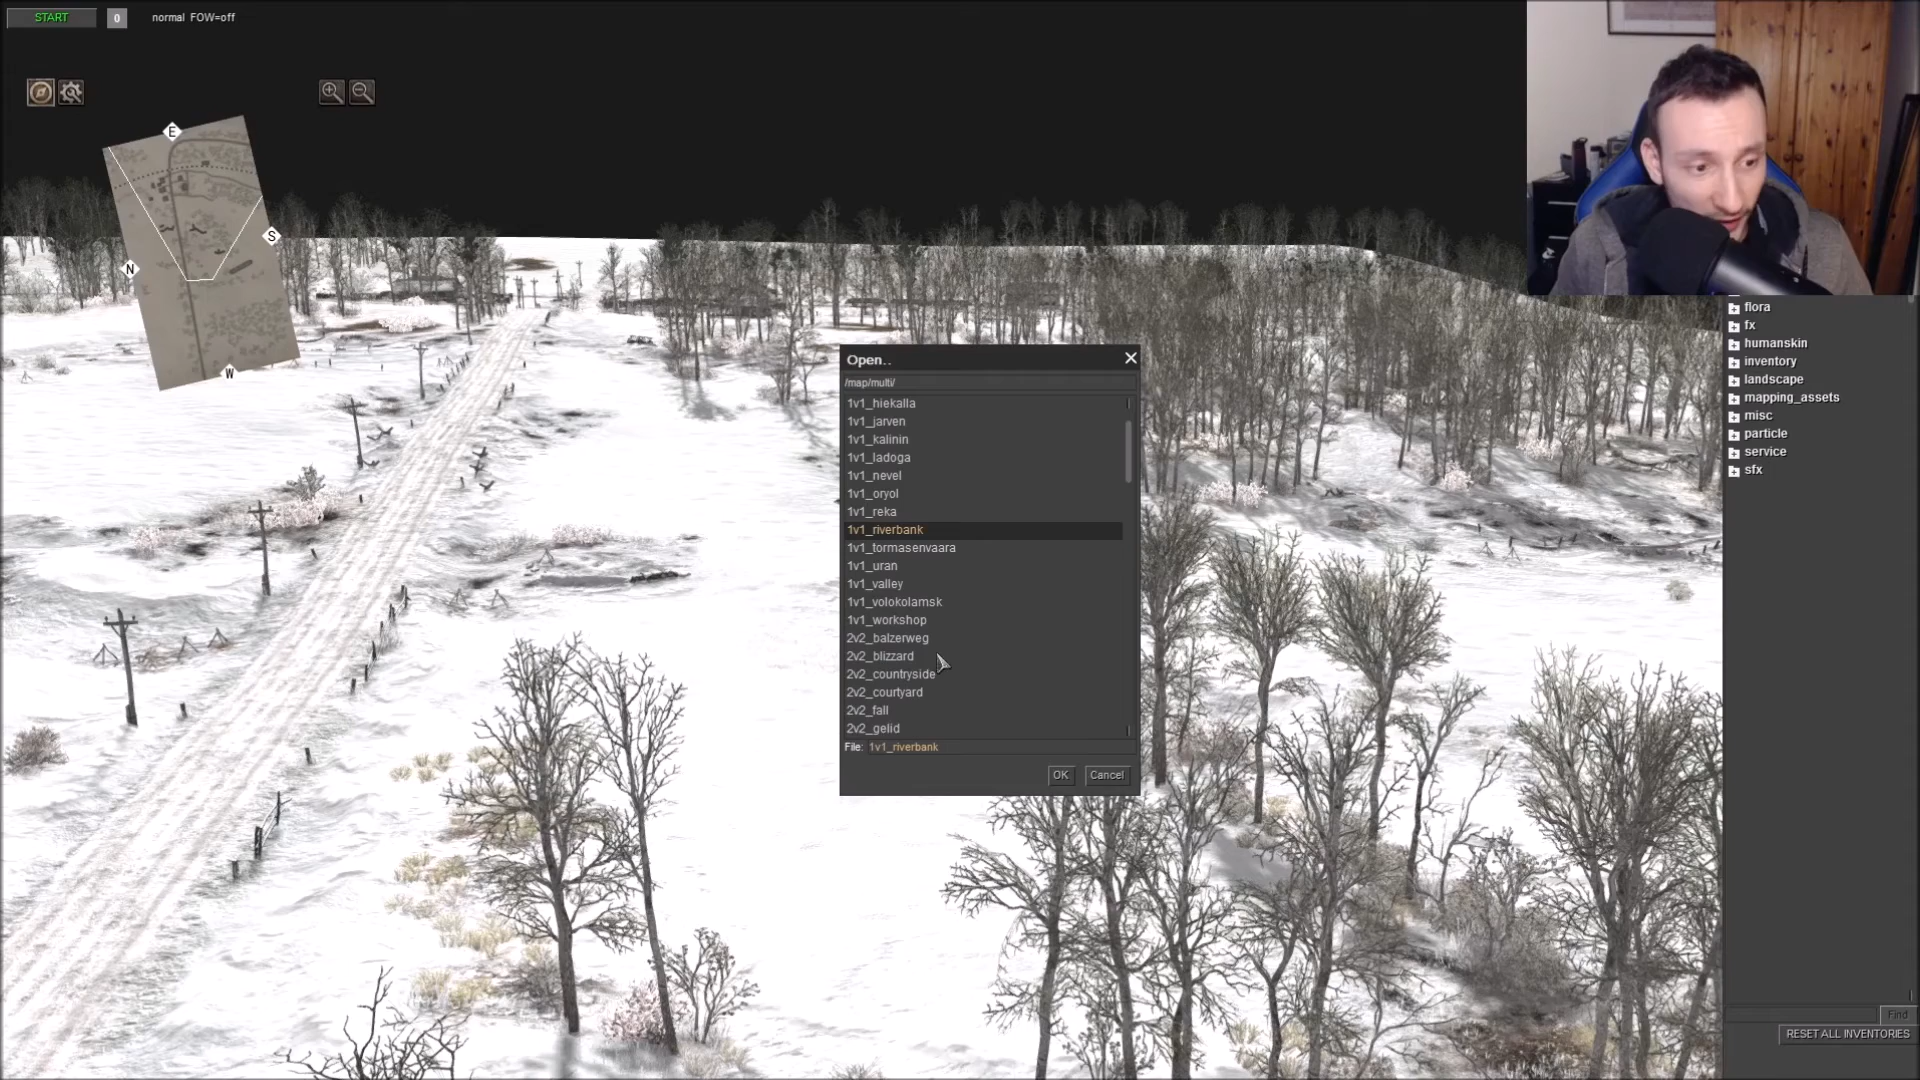 START
0
normal FOW=off
E
S
N
W
Open..
/map/multi/
1v1_hiekalla
1v1_jarven
1v1_kalinin
1v1_ladoga
1v1_nevel
1v1_oryol
1v1_reka
1v1_riverbank
1v1_tormasenvaara
1v1_uran
1v1_valley
1v1_volokolamsk
1v1_workshop
2v2_balzerweg
2v2_blizzard
2v2_countryside
2v2_courtyard
2v2_fall
2v2_gelid
File: 1v1_riverbank
OK
Cancel
flora
fx
humanskin
inventory
landscape
mapping_assets
misc
particle
service
sfx
Find
RESET ALL INVENTORIES